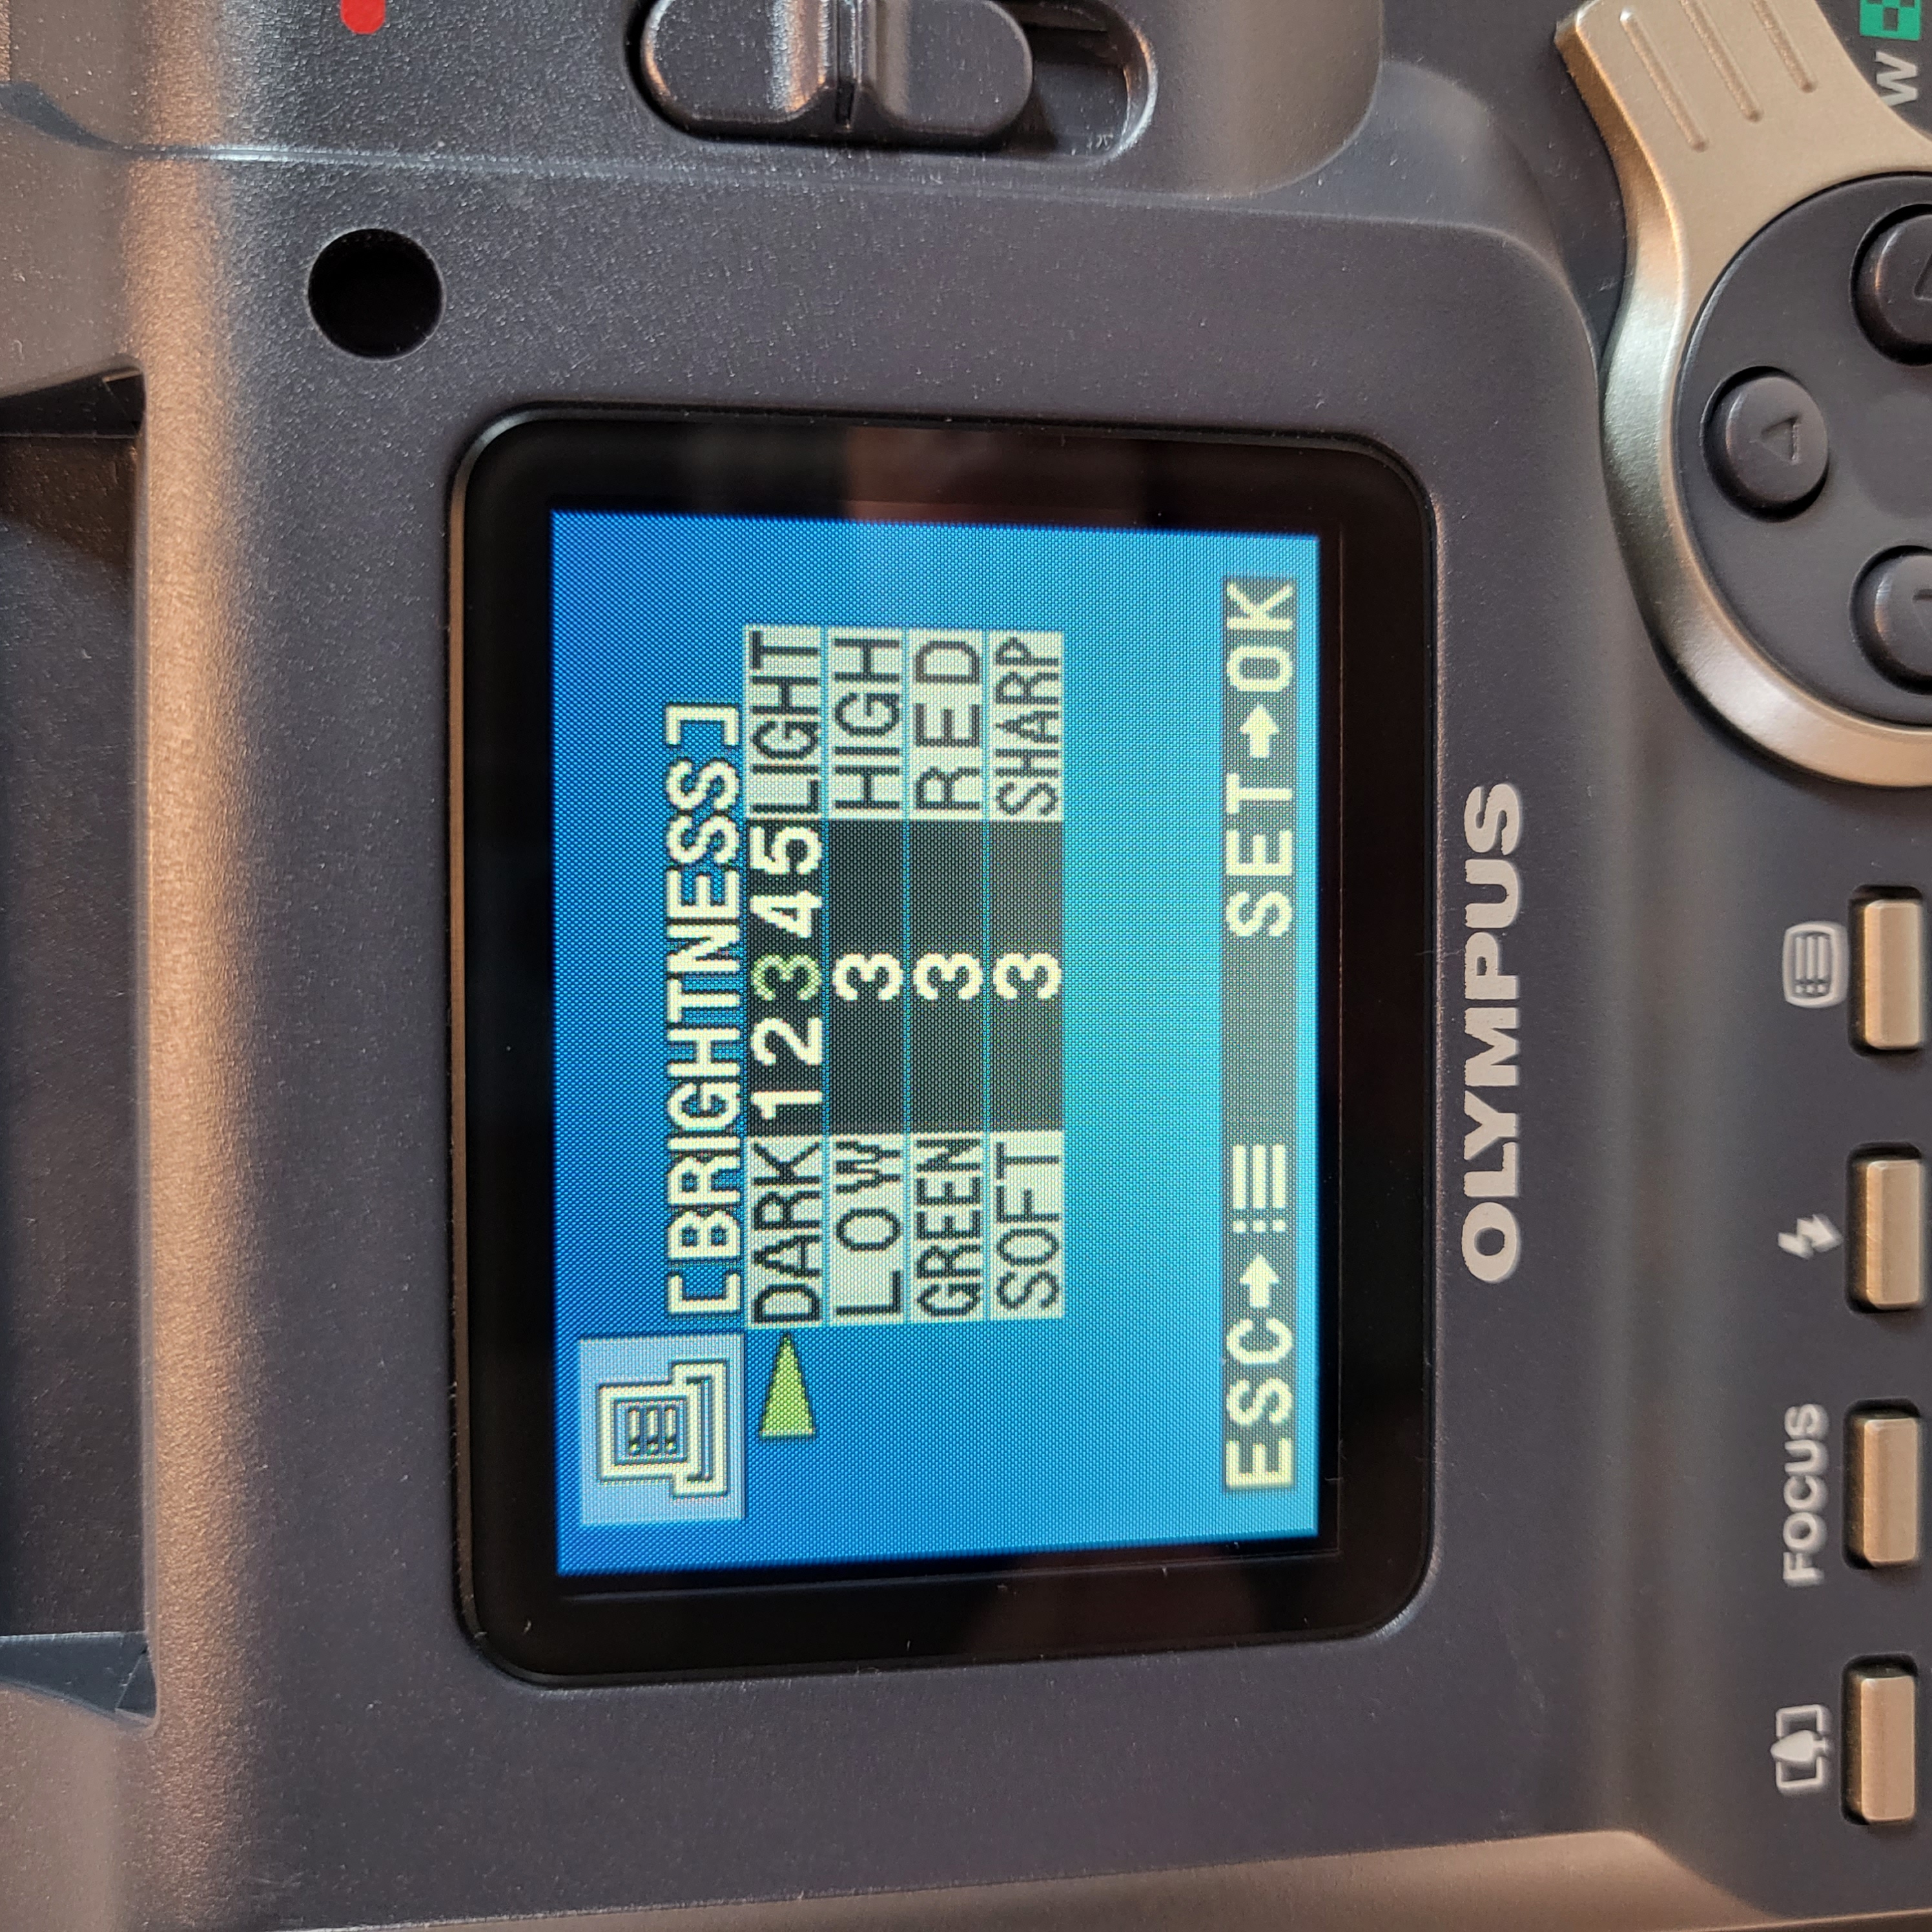 [BRIGHTNESS]
DARK 1 2 3 4 5 LIGHT
LOW 3 HIGH
GREEN 3 RED
SOFT 3 SHARP
ESC SET OK
OLYMPUS
FOCUS
W